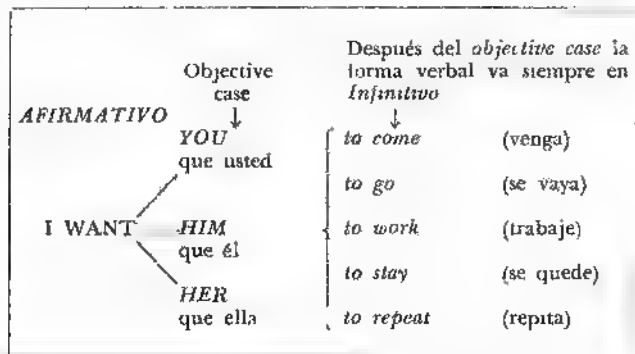 Después del objective case la
forma verbal va siempre en
Infinitivo
Objective
case
AFIRMATIVO
YOU
que usted
I WANT
HIM
que él
HER
que ella
to come (venga)
to go (se vaya)
to work (trabaje)
to stay (se quede)
to repeat (repita)